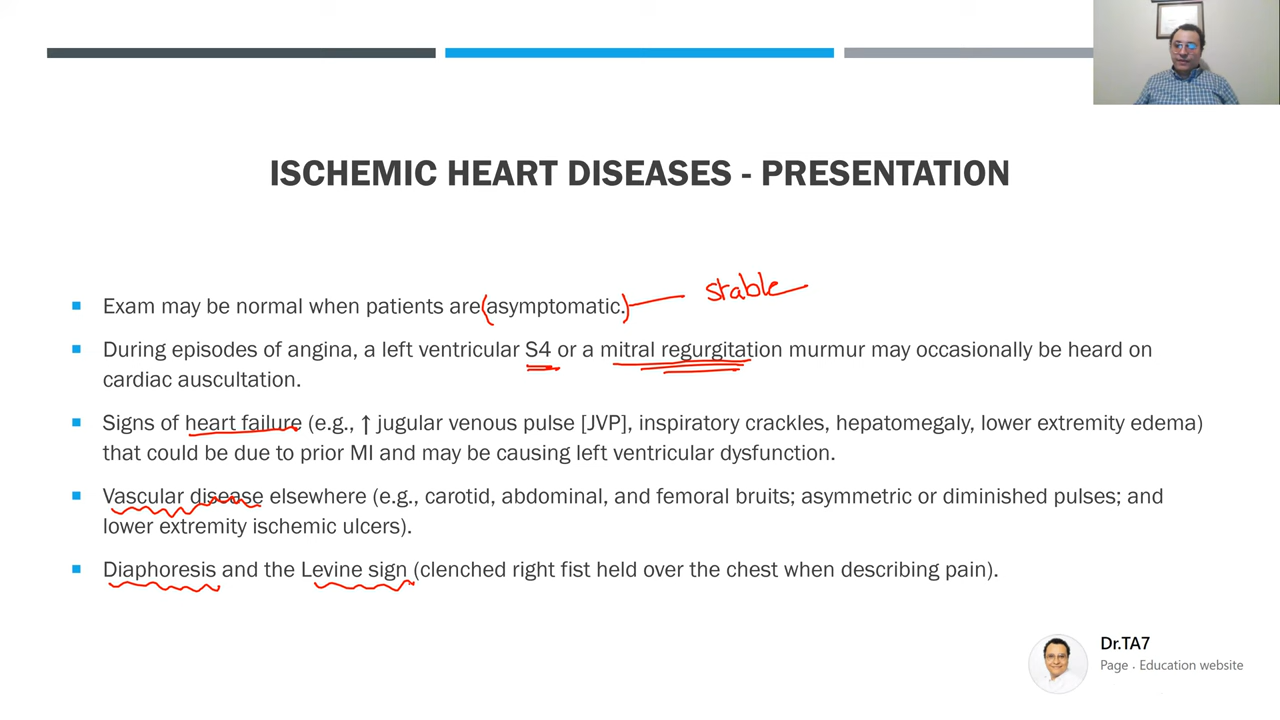 ISCHEMIC HEART DISEASES - PRESENTATION
Exam may be normal when patients are (asymptomatic.) stable
During episodes of angina, a left ventricular S4 or a mitral regurgitation murmur may occasionally be heard on
cardiac auscultation.
Signs of heart failure (e.g., ↑ jugular venous pulse [JVP], inspiratory crackles, hepatomegaly, lower extremity edema)
that could be due to prior MI and may be causing left ventricular dysfunction.
Vascular disease elsewhere (e.g., carotid, abdominal, and femoral bruits; asymmetric or diminished pulses; and
lower extremity ischemic ulcers).
Diaphoresis and the Levine sign (clenched right fist held over the chest when describing pain).
Dr.TA7
Page · Education website